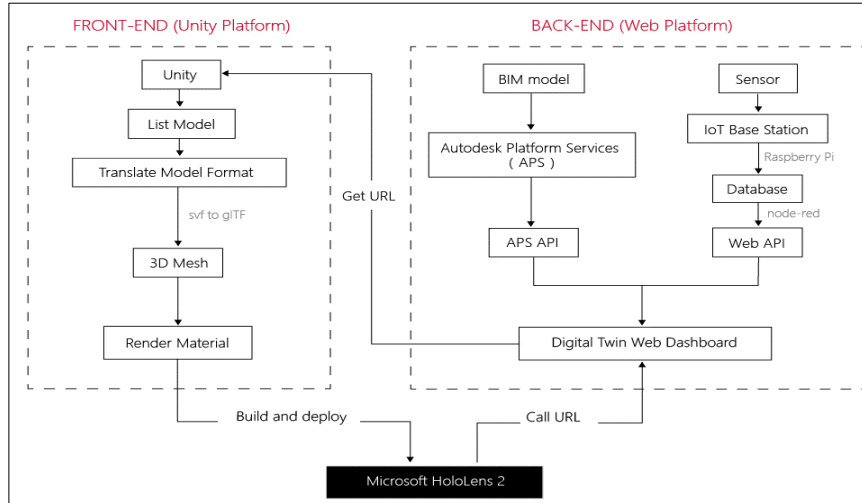 FRONT-END (Unity Platform)
Unity
List Model
Translate Model Format
svf to glTF
3D Mesh
Render Material
Get URL
BACK-END (Web Platform)
BIM model
Sensor
Autodesk Platform Services
( APS )
IoT Base Station
Raspberry Pi
Database
node-red
APS API
Web API
Digital Twin Web Dashboard
Build and deploy
Call URL
Microsoft HoloLens 2